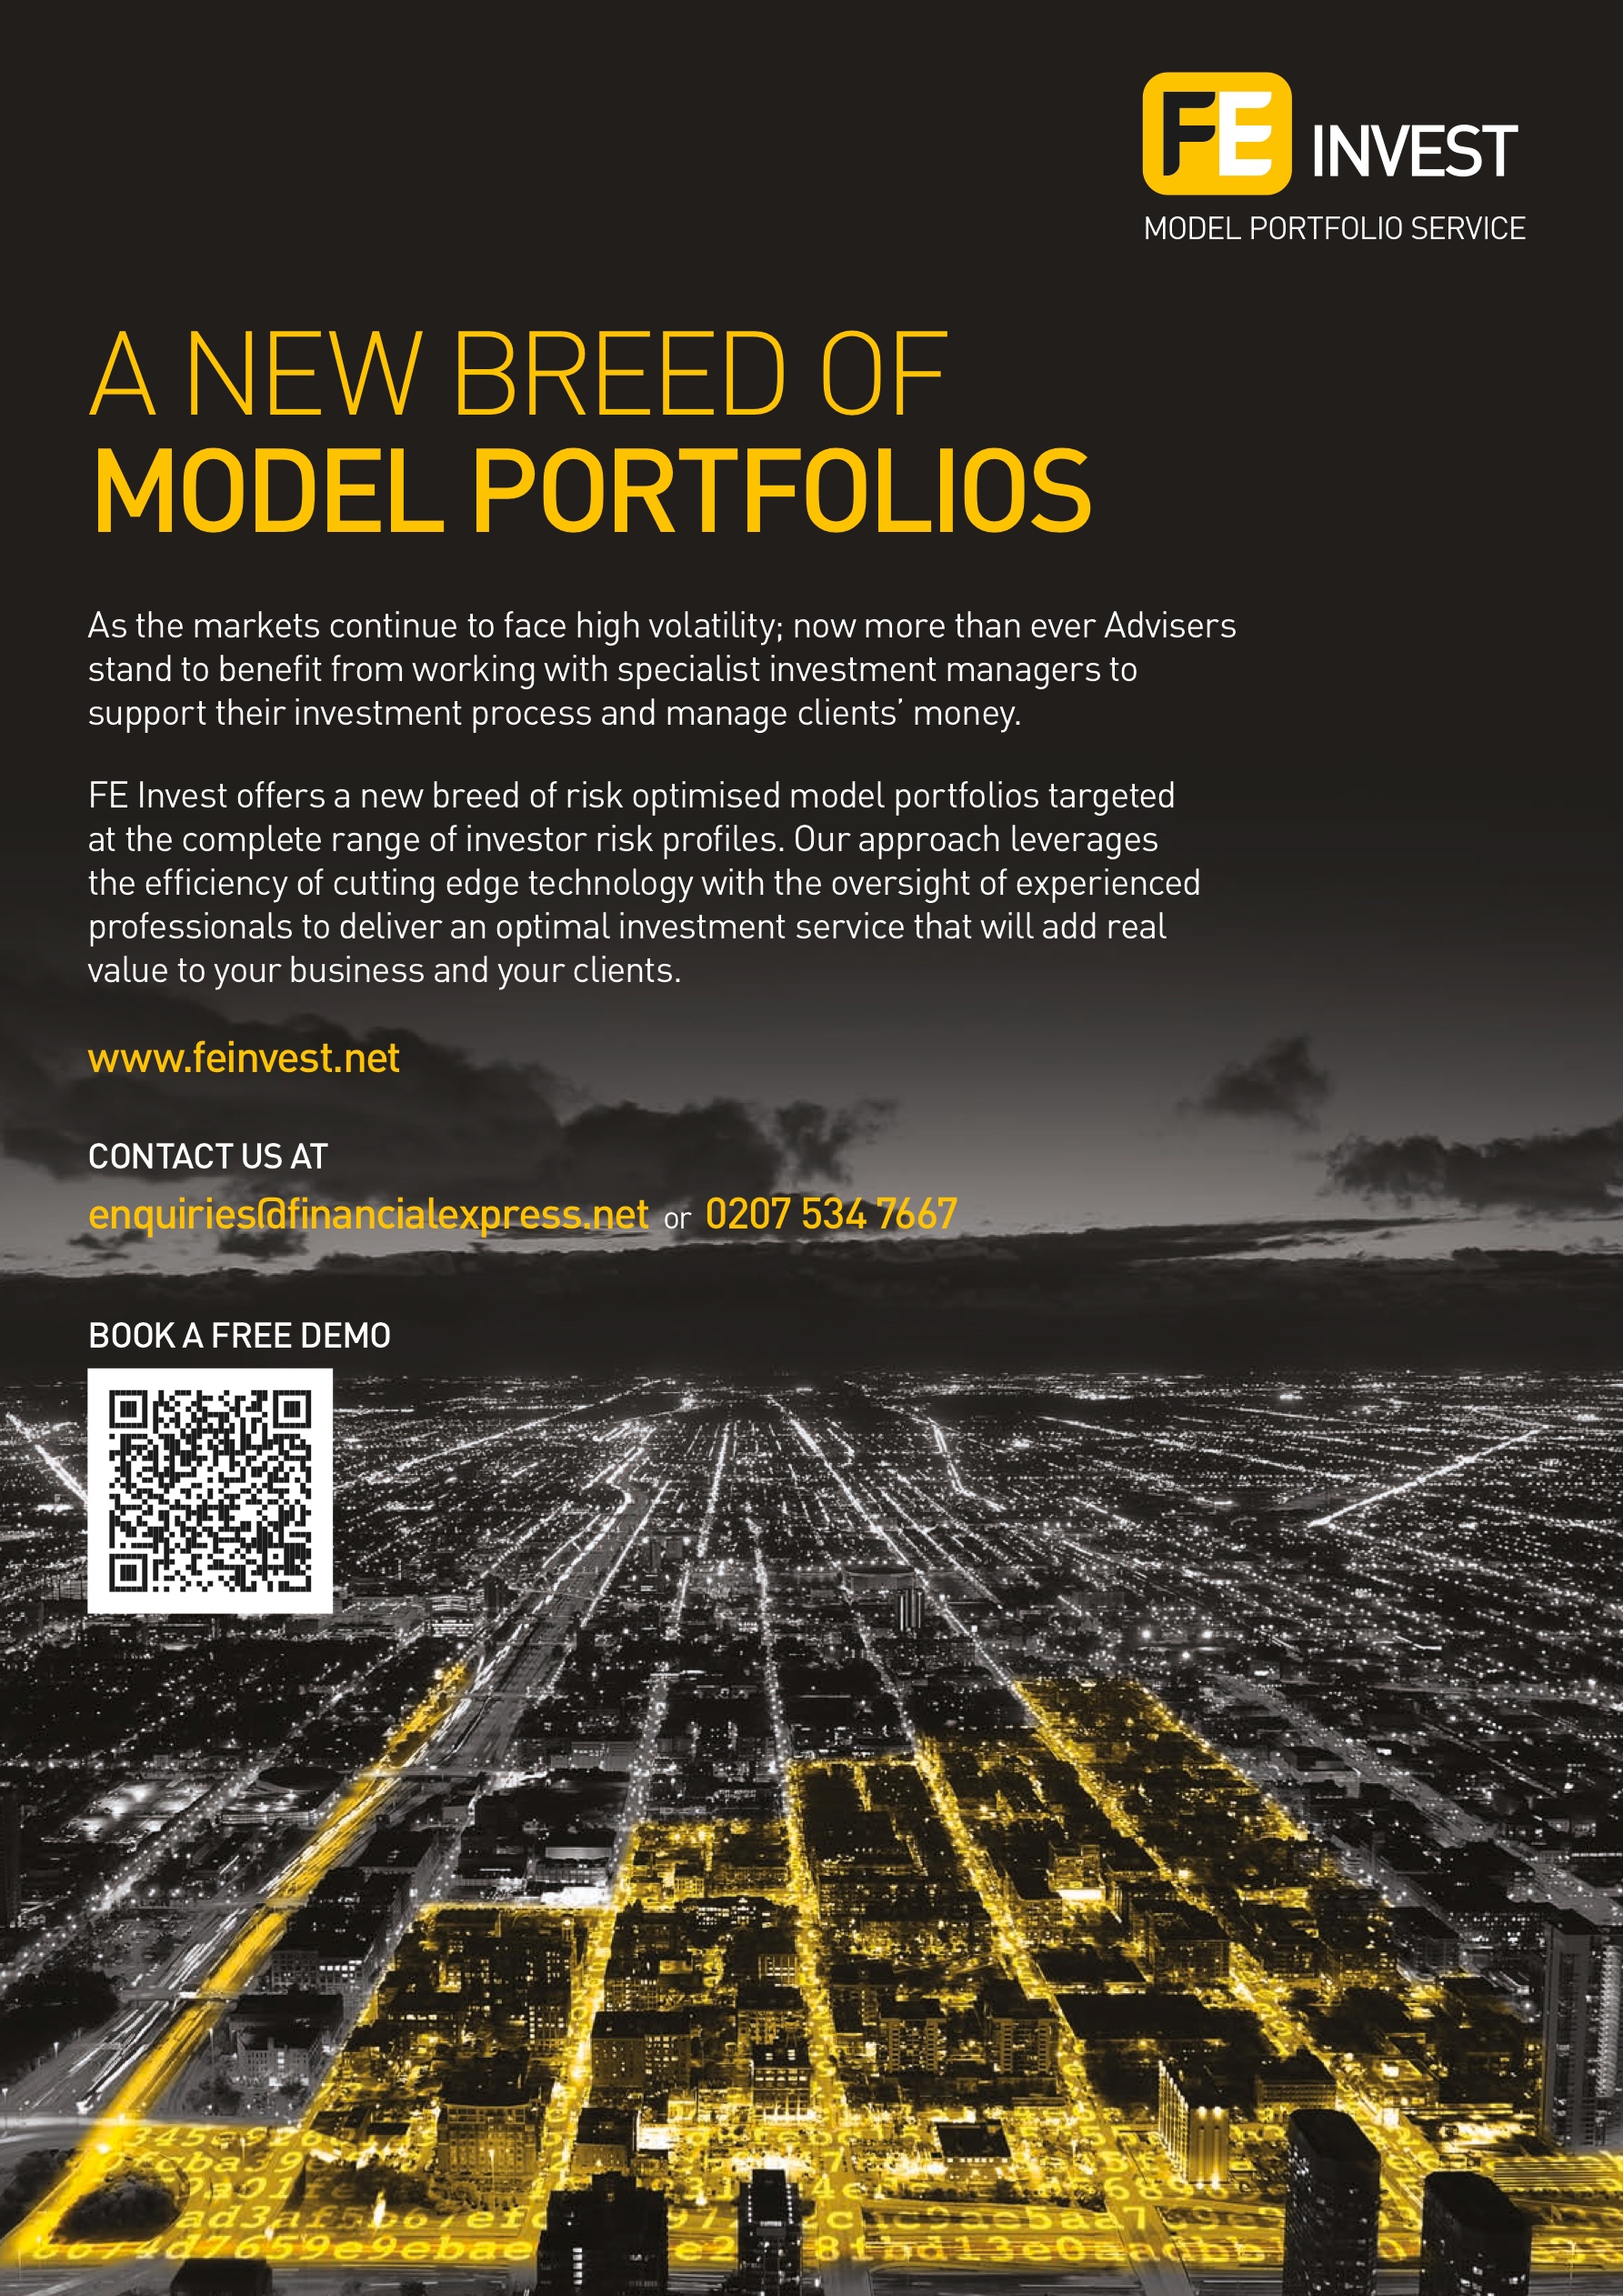 FE INVEST
MODEL PORTFOLIO SERVICE
A NEW BREED OF
MODEL PORTFOLIOS
As the markets continue to face high volatility; now more than ever Advisers
stand to benefit from working with specialist investment managers to
support their investment process and manage clients’ money.
FE Invest offers a new breed of risk optimised model portfolios targeted
at the complete range of investor risk profiles. Our approach leverages
the efficiency of cutting edge technology with the oversight of experienced
professionals to deliver an optimal investment service that will add real
value to your business and your clients.
www.feinvest.net
CONTACT US AT
enquiries@financialexpress.net or 0207 534 7667
BOOK A FREE DEMO